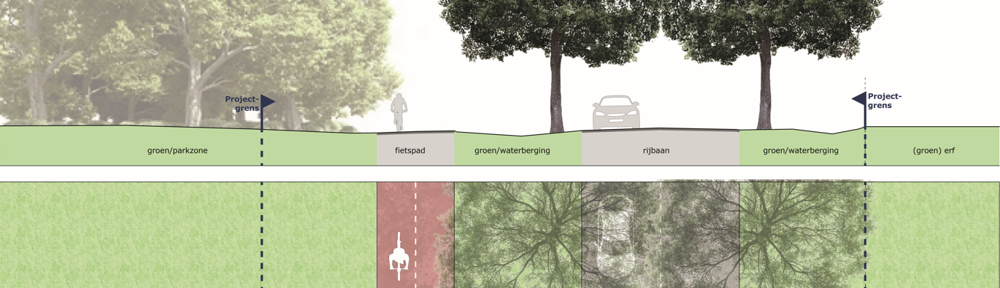 Project-
grens
Project-
grens
groen/parkzone
fietspad
groen/waterberging
rijbaan
groen/waterberging
(groen) erf